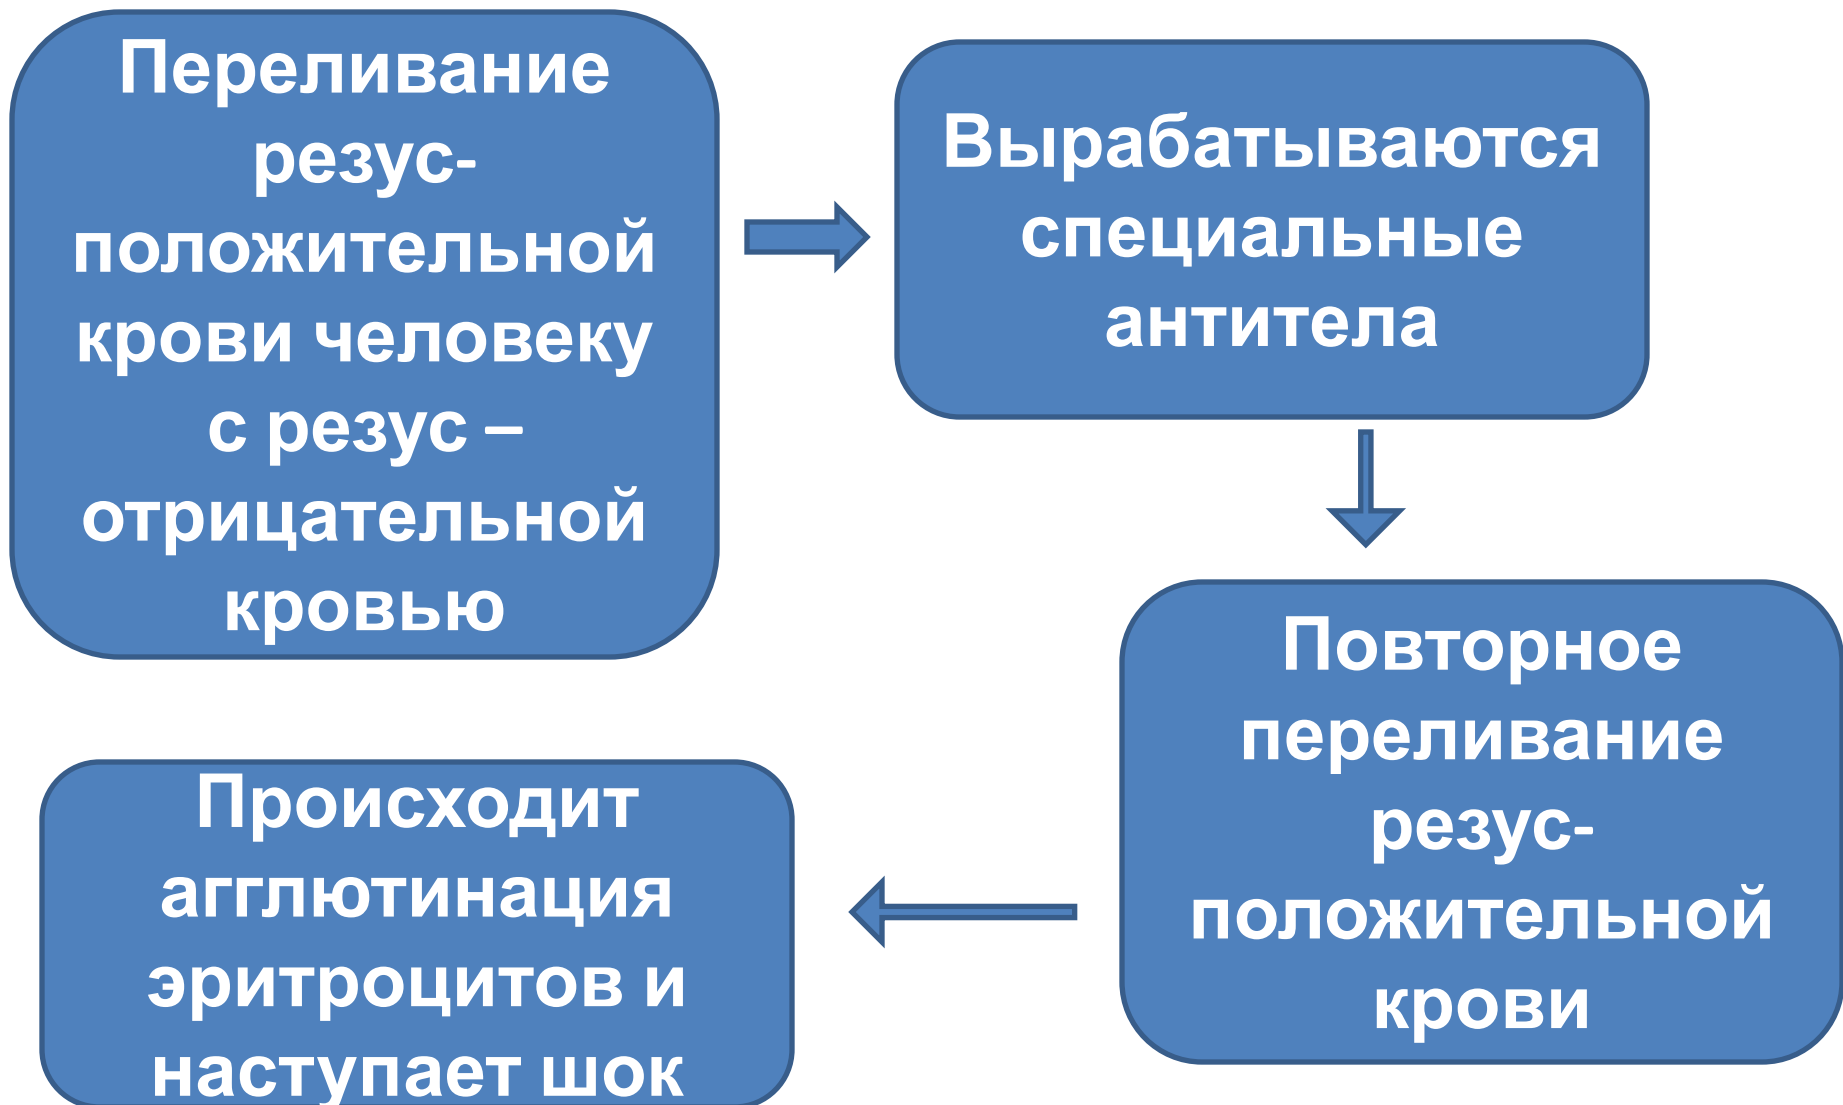 Переливание
резус-
положительной
крови человеку
с резус –
отрицательной
кровью
Вырабатываются
специальные
антитела
Повторное
переливание
резус-
положительной
крови
Происходит
агглютинация
эритроцитов и
наступает шок